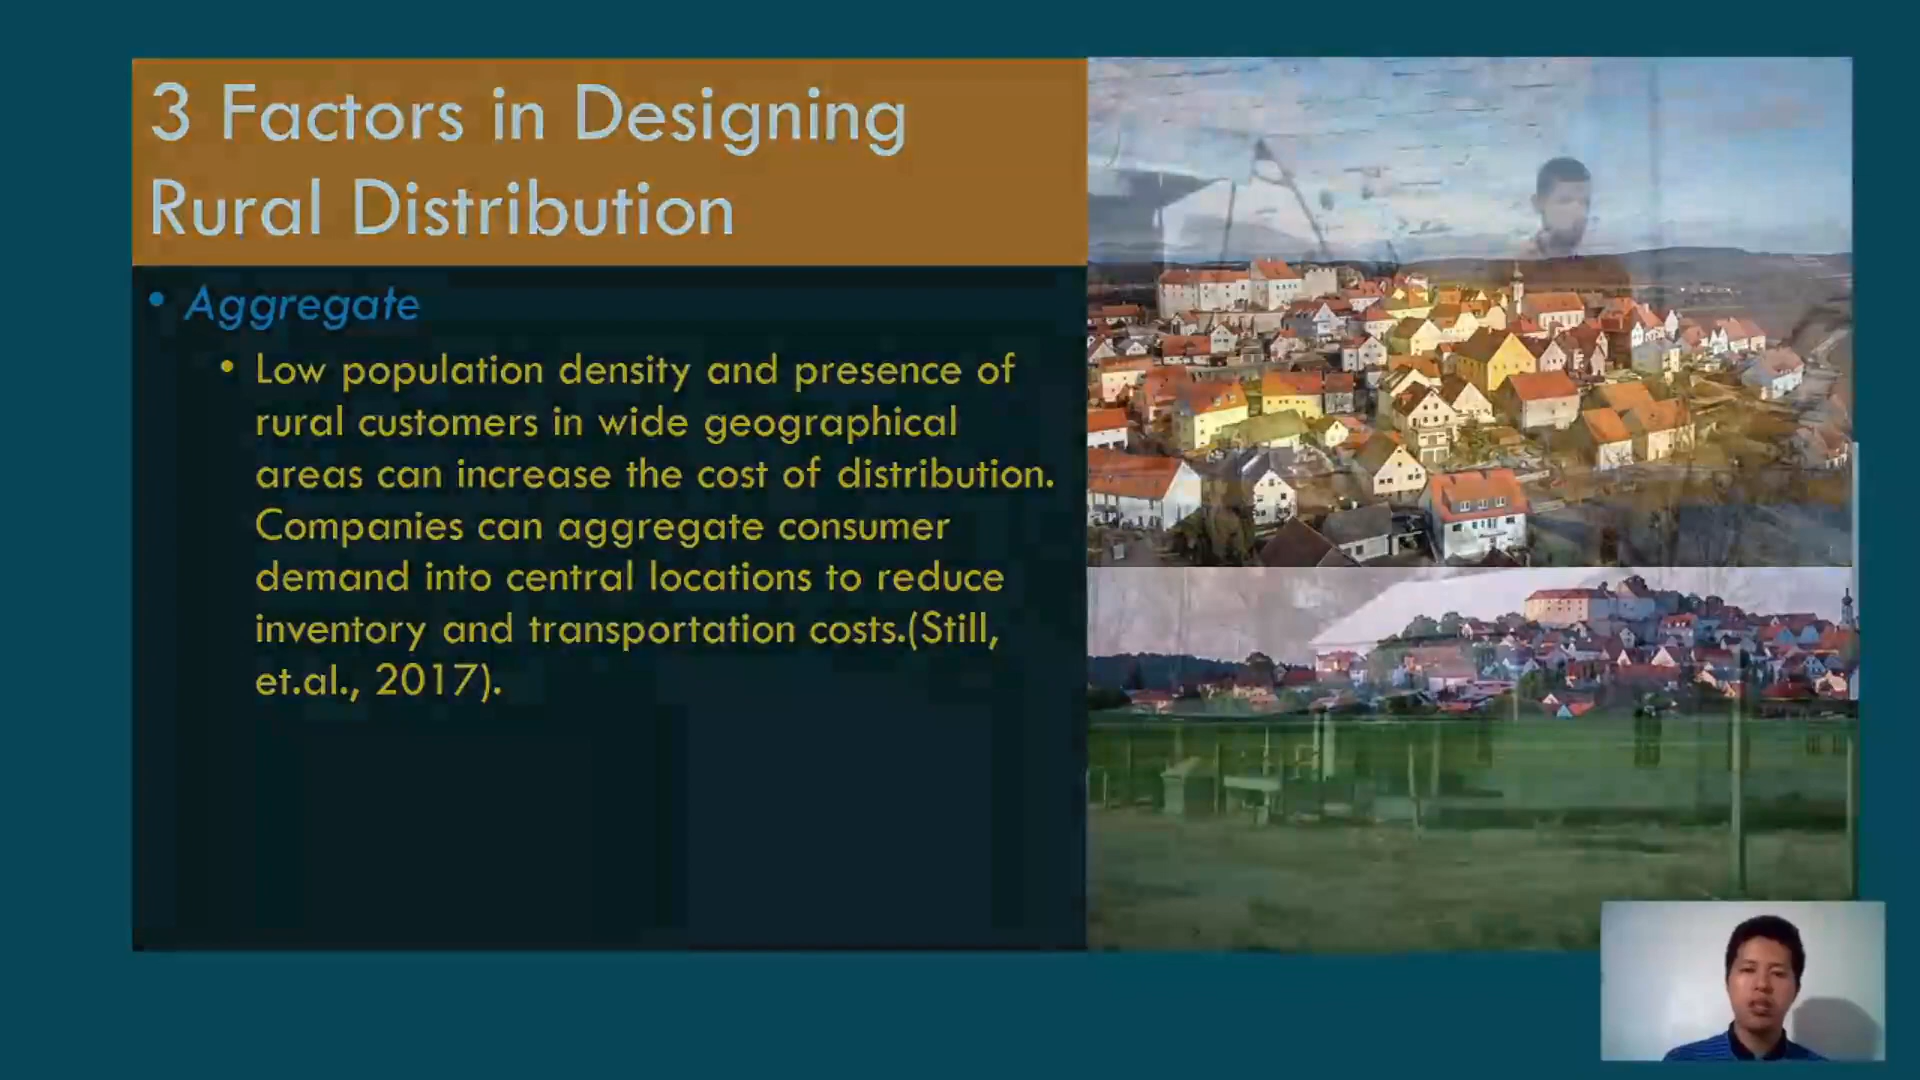 3 Factors in Designing
Rural Distribution
• Aggregate
• Low population density and presence of
rural customers in wide geographical
areas can increase the cost of distribution.
Companies can aggregate consumer
demand into central locations to reduce
inventory and transportation costs.(Still,
et.al., 2017).